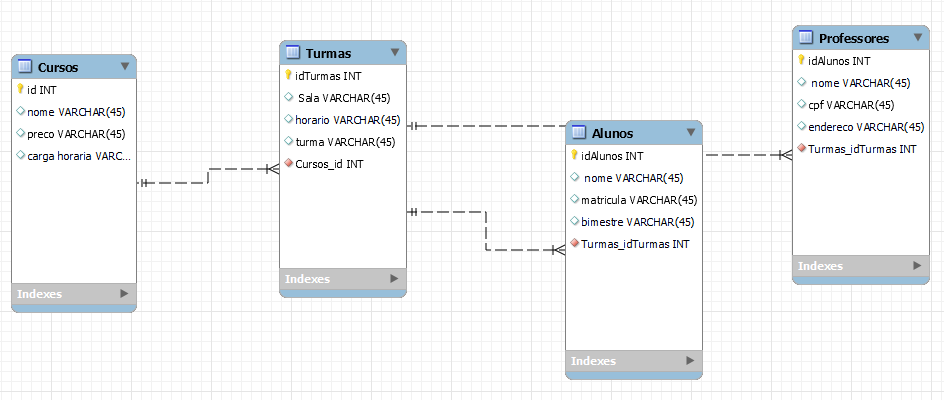 Cursos
id INT
nome VARCHAR(45)
preco VARCHAR(45)
carga horaria VARC...
Indexes
Turmas
idTurmas INT
Sala VARCHAR(45)
horario VARCHAR(45)
turma VARCHAR(45)
Cursos_id INT
Indexes
Alunos
idAlunos INT
nome VARCHAR(45)
matricula VARCHAR(45)
bimestre VARCHAR(45)
Turmas_idTurmas INT
Indexes
Professores
idAlunos INT
nome VARCHAR(45)
cpf VARCHAR(45)
endereco VARCHAR(45)
Turmas_idTurmas INT
Indexes